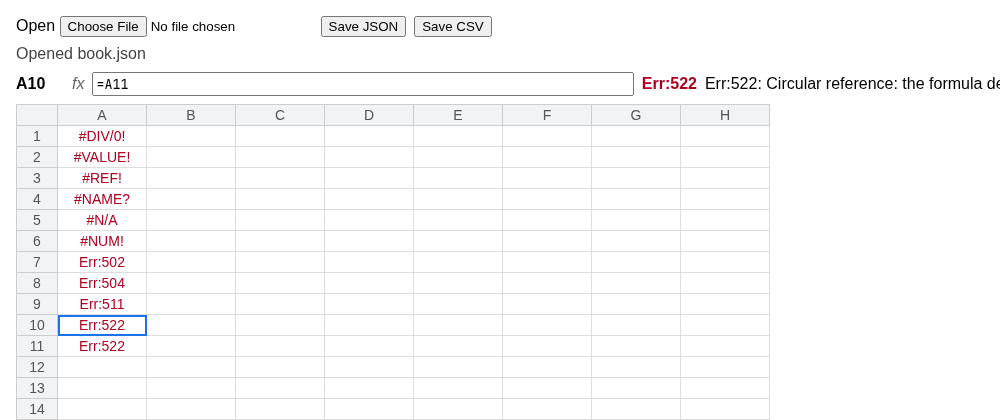 Open Choose File No file chosen Save JSON Save CSV
Opened book.json
A10 fx =A11 Err:522 Err:522: Circular reference: the formula de
A B C D E F G H
1 #DIV/0!
2 #VALUE!
3 #REF!
4 #NAME?
5 #N/A
6 #NUM!
7 Err:502
8 Err:504
9 Err:511
10 Err:522
11 Err:522
12
13
14